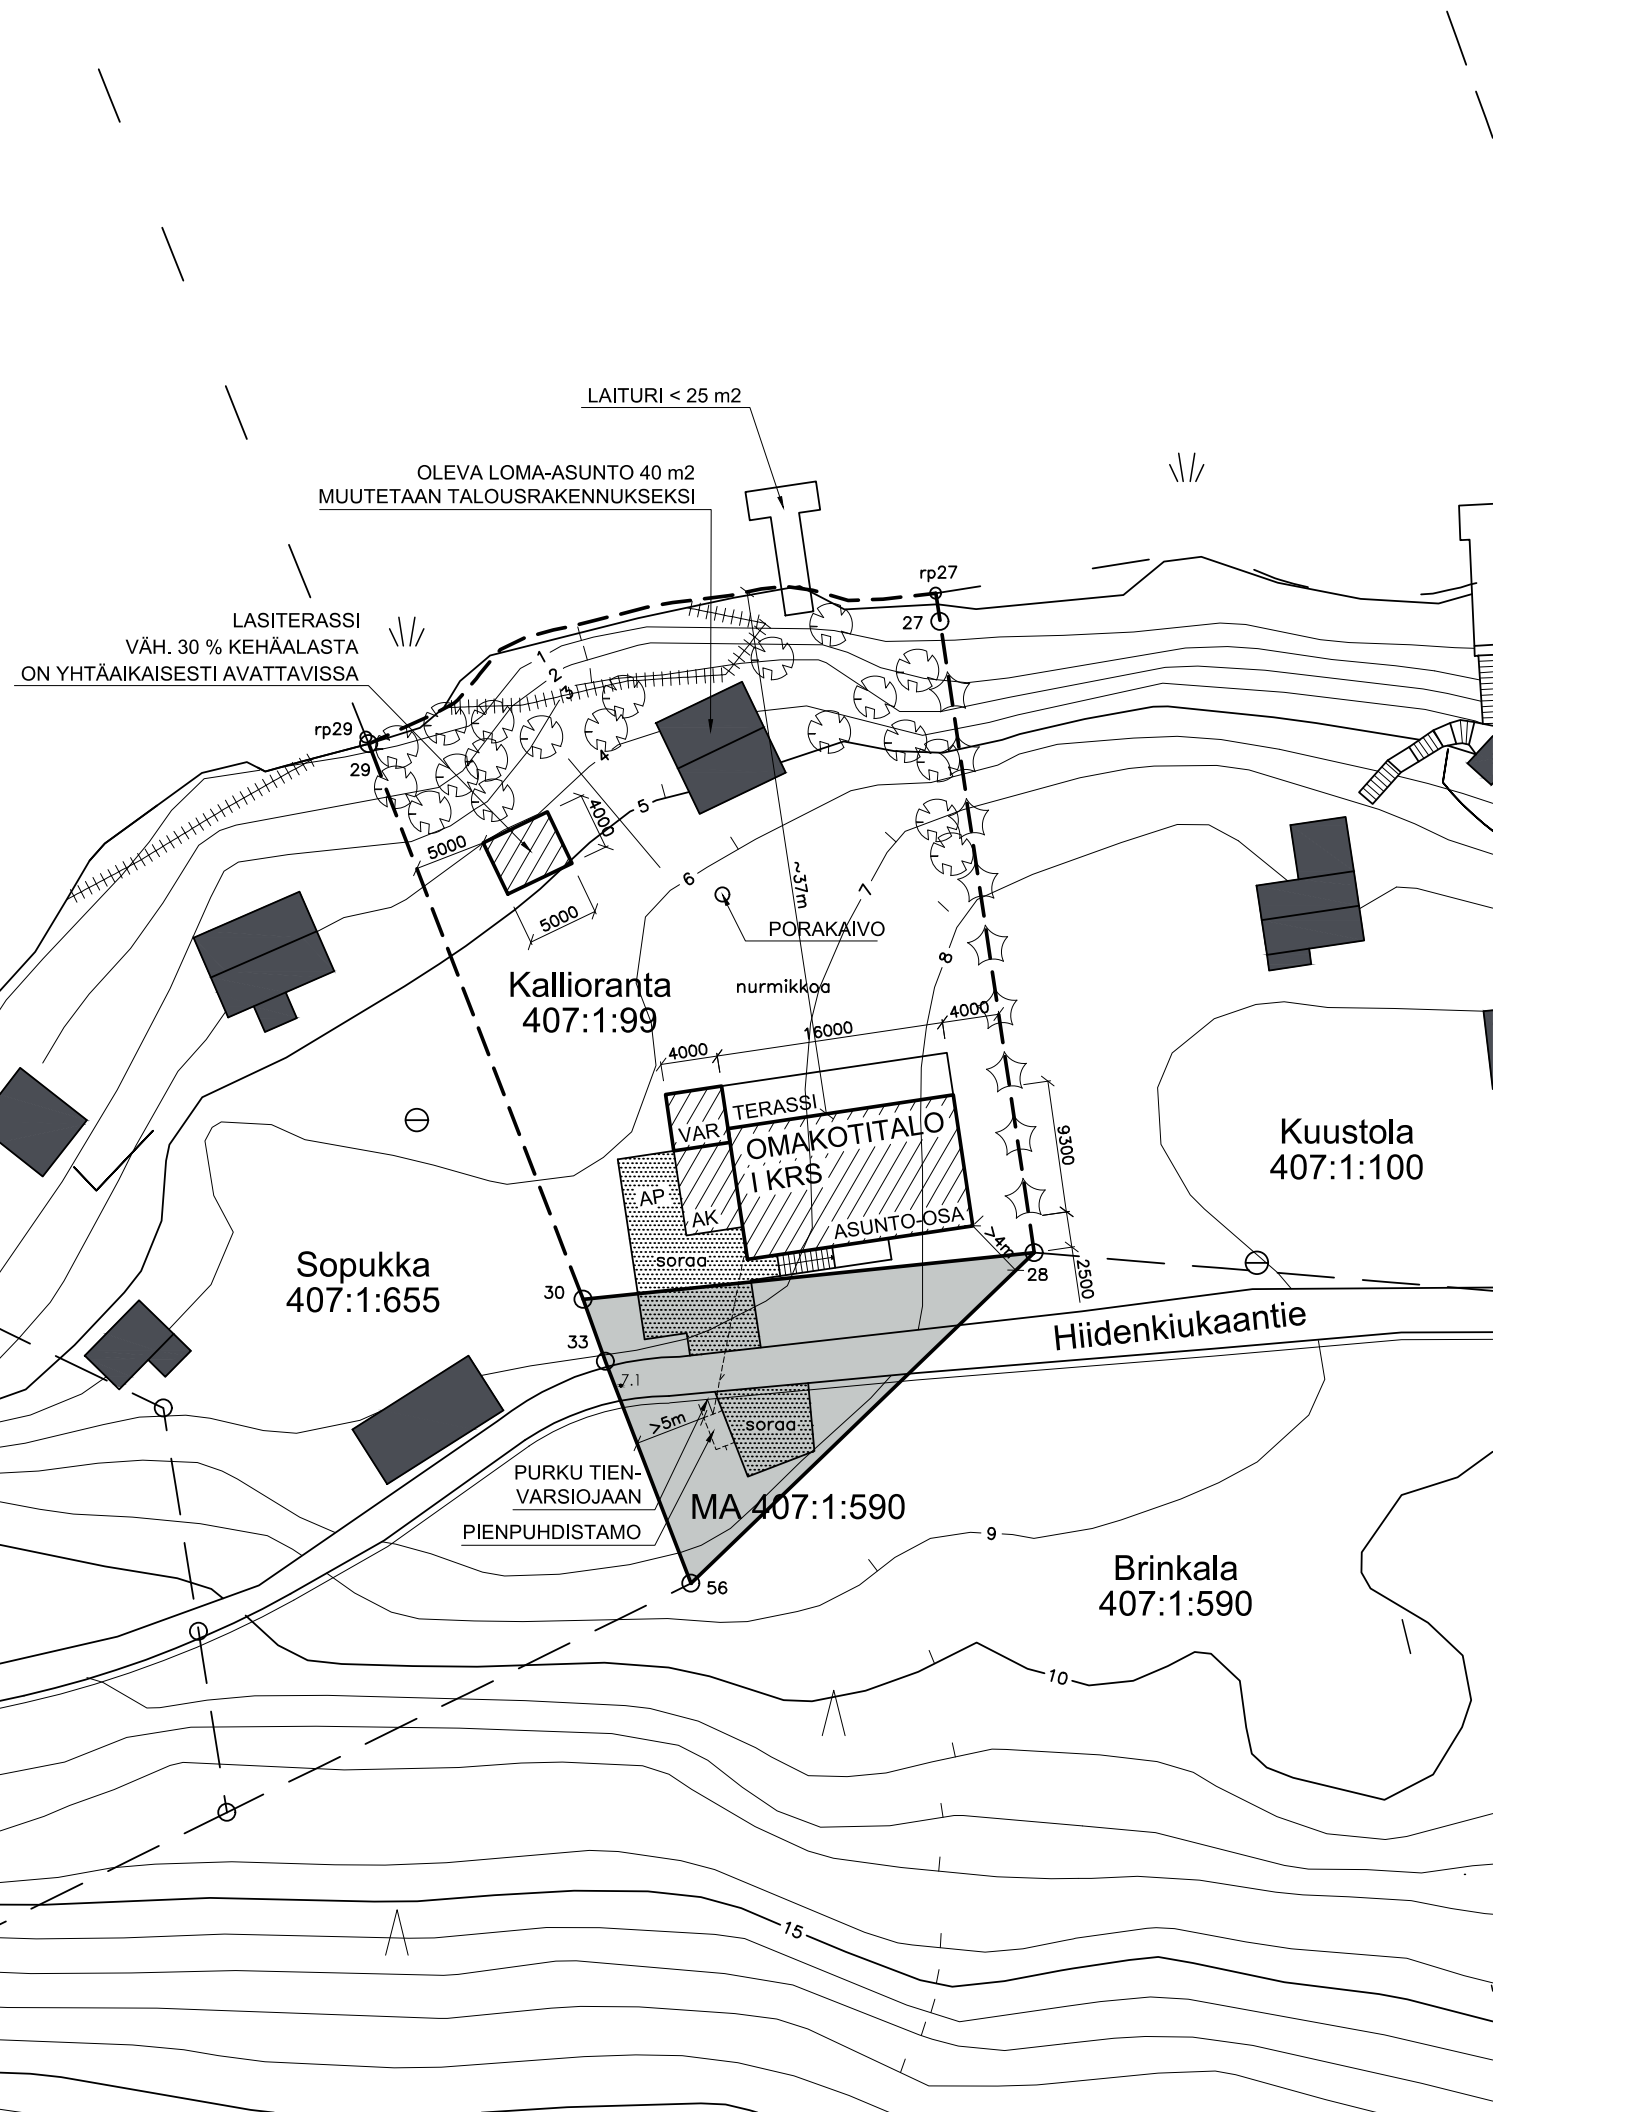 LAITURI < 25 m2
OLEVA LOMA-ASUNTO 40 m2
MUUTETAAN TALOUSRAKENNUKSEKSI
rp27
27
LASITERASSI
VÄH. 30 % KEHÄALASTA
ON YHTÄAIKAISESTI AVATTAVISSA
rp29
29
1
2
3
4
5
6
7
8
5000
4000
5000
~37m
PORAKAIVO
Kallioranta
407:1:99
nurmikkoa
4000
16000
4000
TERASSI
VAR
OMAKOTITALO
I KRS
AP
AK
ASUNTO-OSA
soraa
9300
>4m
2500
28
Kuustola
407:1:100
Sopukka
407:1:655
30
33
7.1
Hiidenkiukaantie
>5m
soraa
PURKU TIEN-
VARSIOJAAN
PIENPUHDISTAMO
MA 407:1:590
56
9
Brinkala
407:1:590
10
15